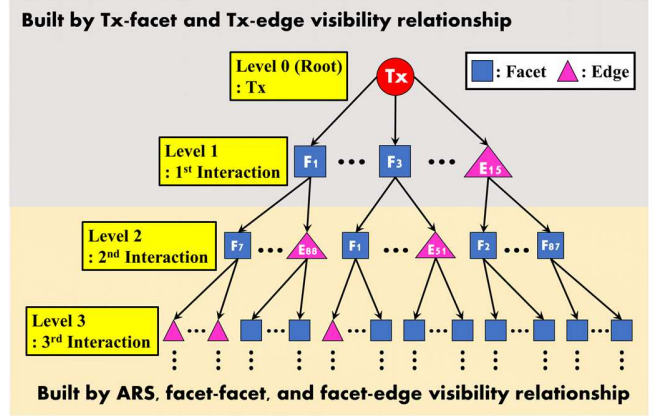 Built by Tx-facet and Tx-edge visibility relationship
Level 0 (Root)
: Tx
Tx
: Facet
: Edge
Level 1
: 1st Interaction
F1 ••• F3 ••• E15
Level 2
: 2nd Interaction
F7 ••• E88 F1 ••• E51 F2 ••• F87
Level 3
: 3rd Interaction
Built by ARS, facet-facet, and facet-edge visibility relationship